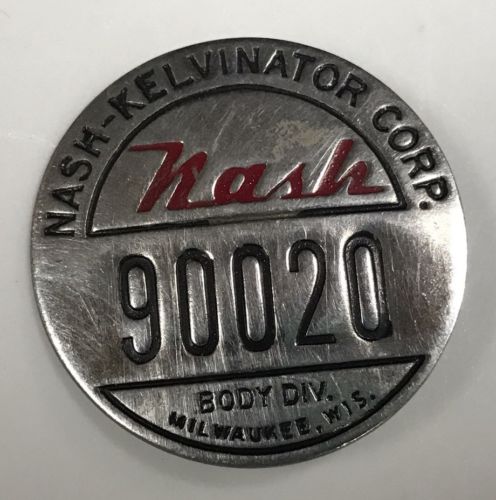 NASH-KELVINATOR CORP.
Nash
90020
BODY DIV.
MILWAUKEE, WIS.